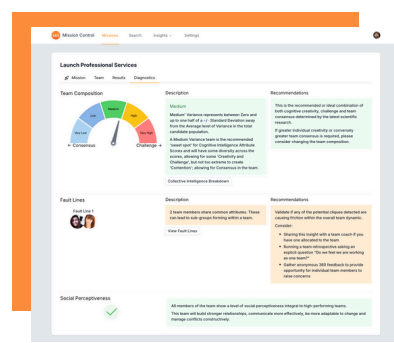 Mission Control Missions Search Insights Settings
Launch Professional Services
Mission Team Results Diagnostics
Team Composition
Very Low
Low
Medium
High
Very High
← Consensus Challenge →
Description
Medium
Medium' Variance represents between Zero and
up to one half of a +/- Standard Deviation away
from the Average level of Variance in the total
candidate population.
A Medium Variance team is the recommended
'sweet spot' for Cognitive Intelligence Attribute
Scores and will have some diversity across the
scores, allowing for some 'Creativity and
Challenge', but not too extreme to create
'Contention'; allowing for Consensus in the team.
Collective Intelligence Breakdown
Recommendations
This is the recommended or ideal combination of
both cognitive creativity, challenge and team
consensus determined by the latest scientific
research.
If greater individual creativity or conversely
greater team consensus is required, please
consider changing the team composition.
Fault Lines
Fault Line 1
Description
2 team members share common attributes. These
can lead to sub-groups forming within a team.
View Fault Lines
Recommendations
Validate if any of the potential cliques detected are
causing friction within the overall team dynamic.
Consider:
Sharing this insight with a team coach if you
have one allocated to the team
Running a team retrospective asking an
explicit question "Do we feel we are working
as one team?"
Gather anonymous 360 feedback to provide
opportunity for individual team members to
raise concerns
Social Perceptiveness
All members of the team show a level of social perceptiveness integral to high-performing teams.
This team will build stronger relationships, communicate more effectively, be more adaptable to change and
manage conflicts constructively.